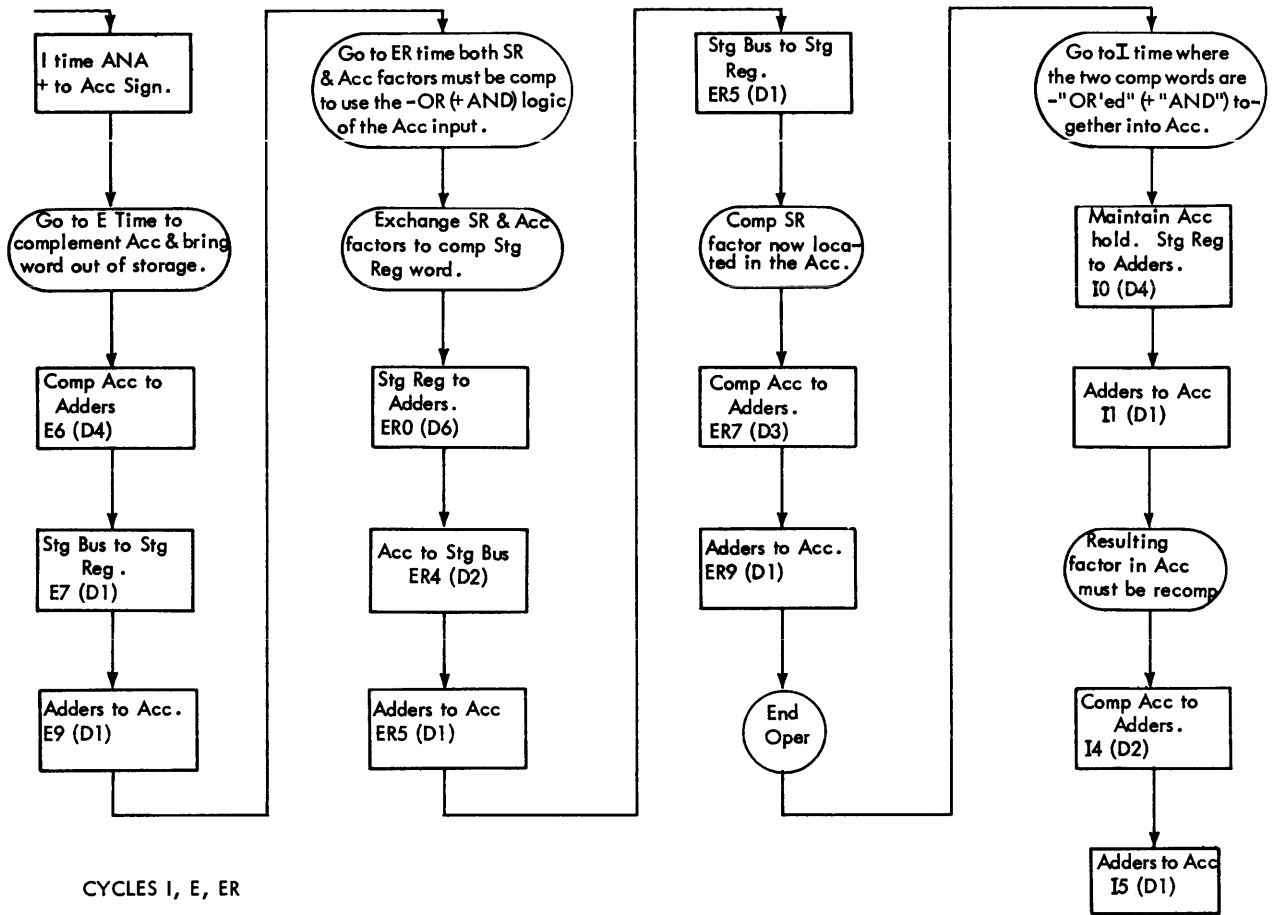 I time ANA
+ to Acc Sign.
Go to E Time to
complement Acc & bring
word out of storage.
Comp Acc to
Adders
E6 (D4)
Stg Bus to Stg
Reg.
E7 (D1)
Adders to Acc.
E9 (D1)
Go to ER time both SR
& Acc factors must be comp
to use the -OR (+ AND) logic
of the Acc input.
Exchange SR & Acc
factors to comp Stg
Reg word.
Stg Reg to
Adders.
ER0 (D6)
Acc to Stg Bus
ER4 (D2)
Adders to Acc
ER5 (D1)
Stg Bus to Stg
Reg.
ER5 (D1)
Comp SR
factor now loca-
ted in the Acc.
Comp Acc to
Adders.
ER7 (D3)
Adders to Acc.
ER9 (D1)
End
Oper
Go to I time where
the two comp words are
-"OR'ed" (+ "AND") to-
gether into Acc.
Maintain Acc
hold. Stg Reg
to Adders.
I0 (D4)
Adders to Acc
I1 (D1)
Resulting
factor in Acc
must be recomp
Comp Acc to
Adders.
I4 (D2)
Adders to Acc
I5 (D1)
CYCLES I, E, ER